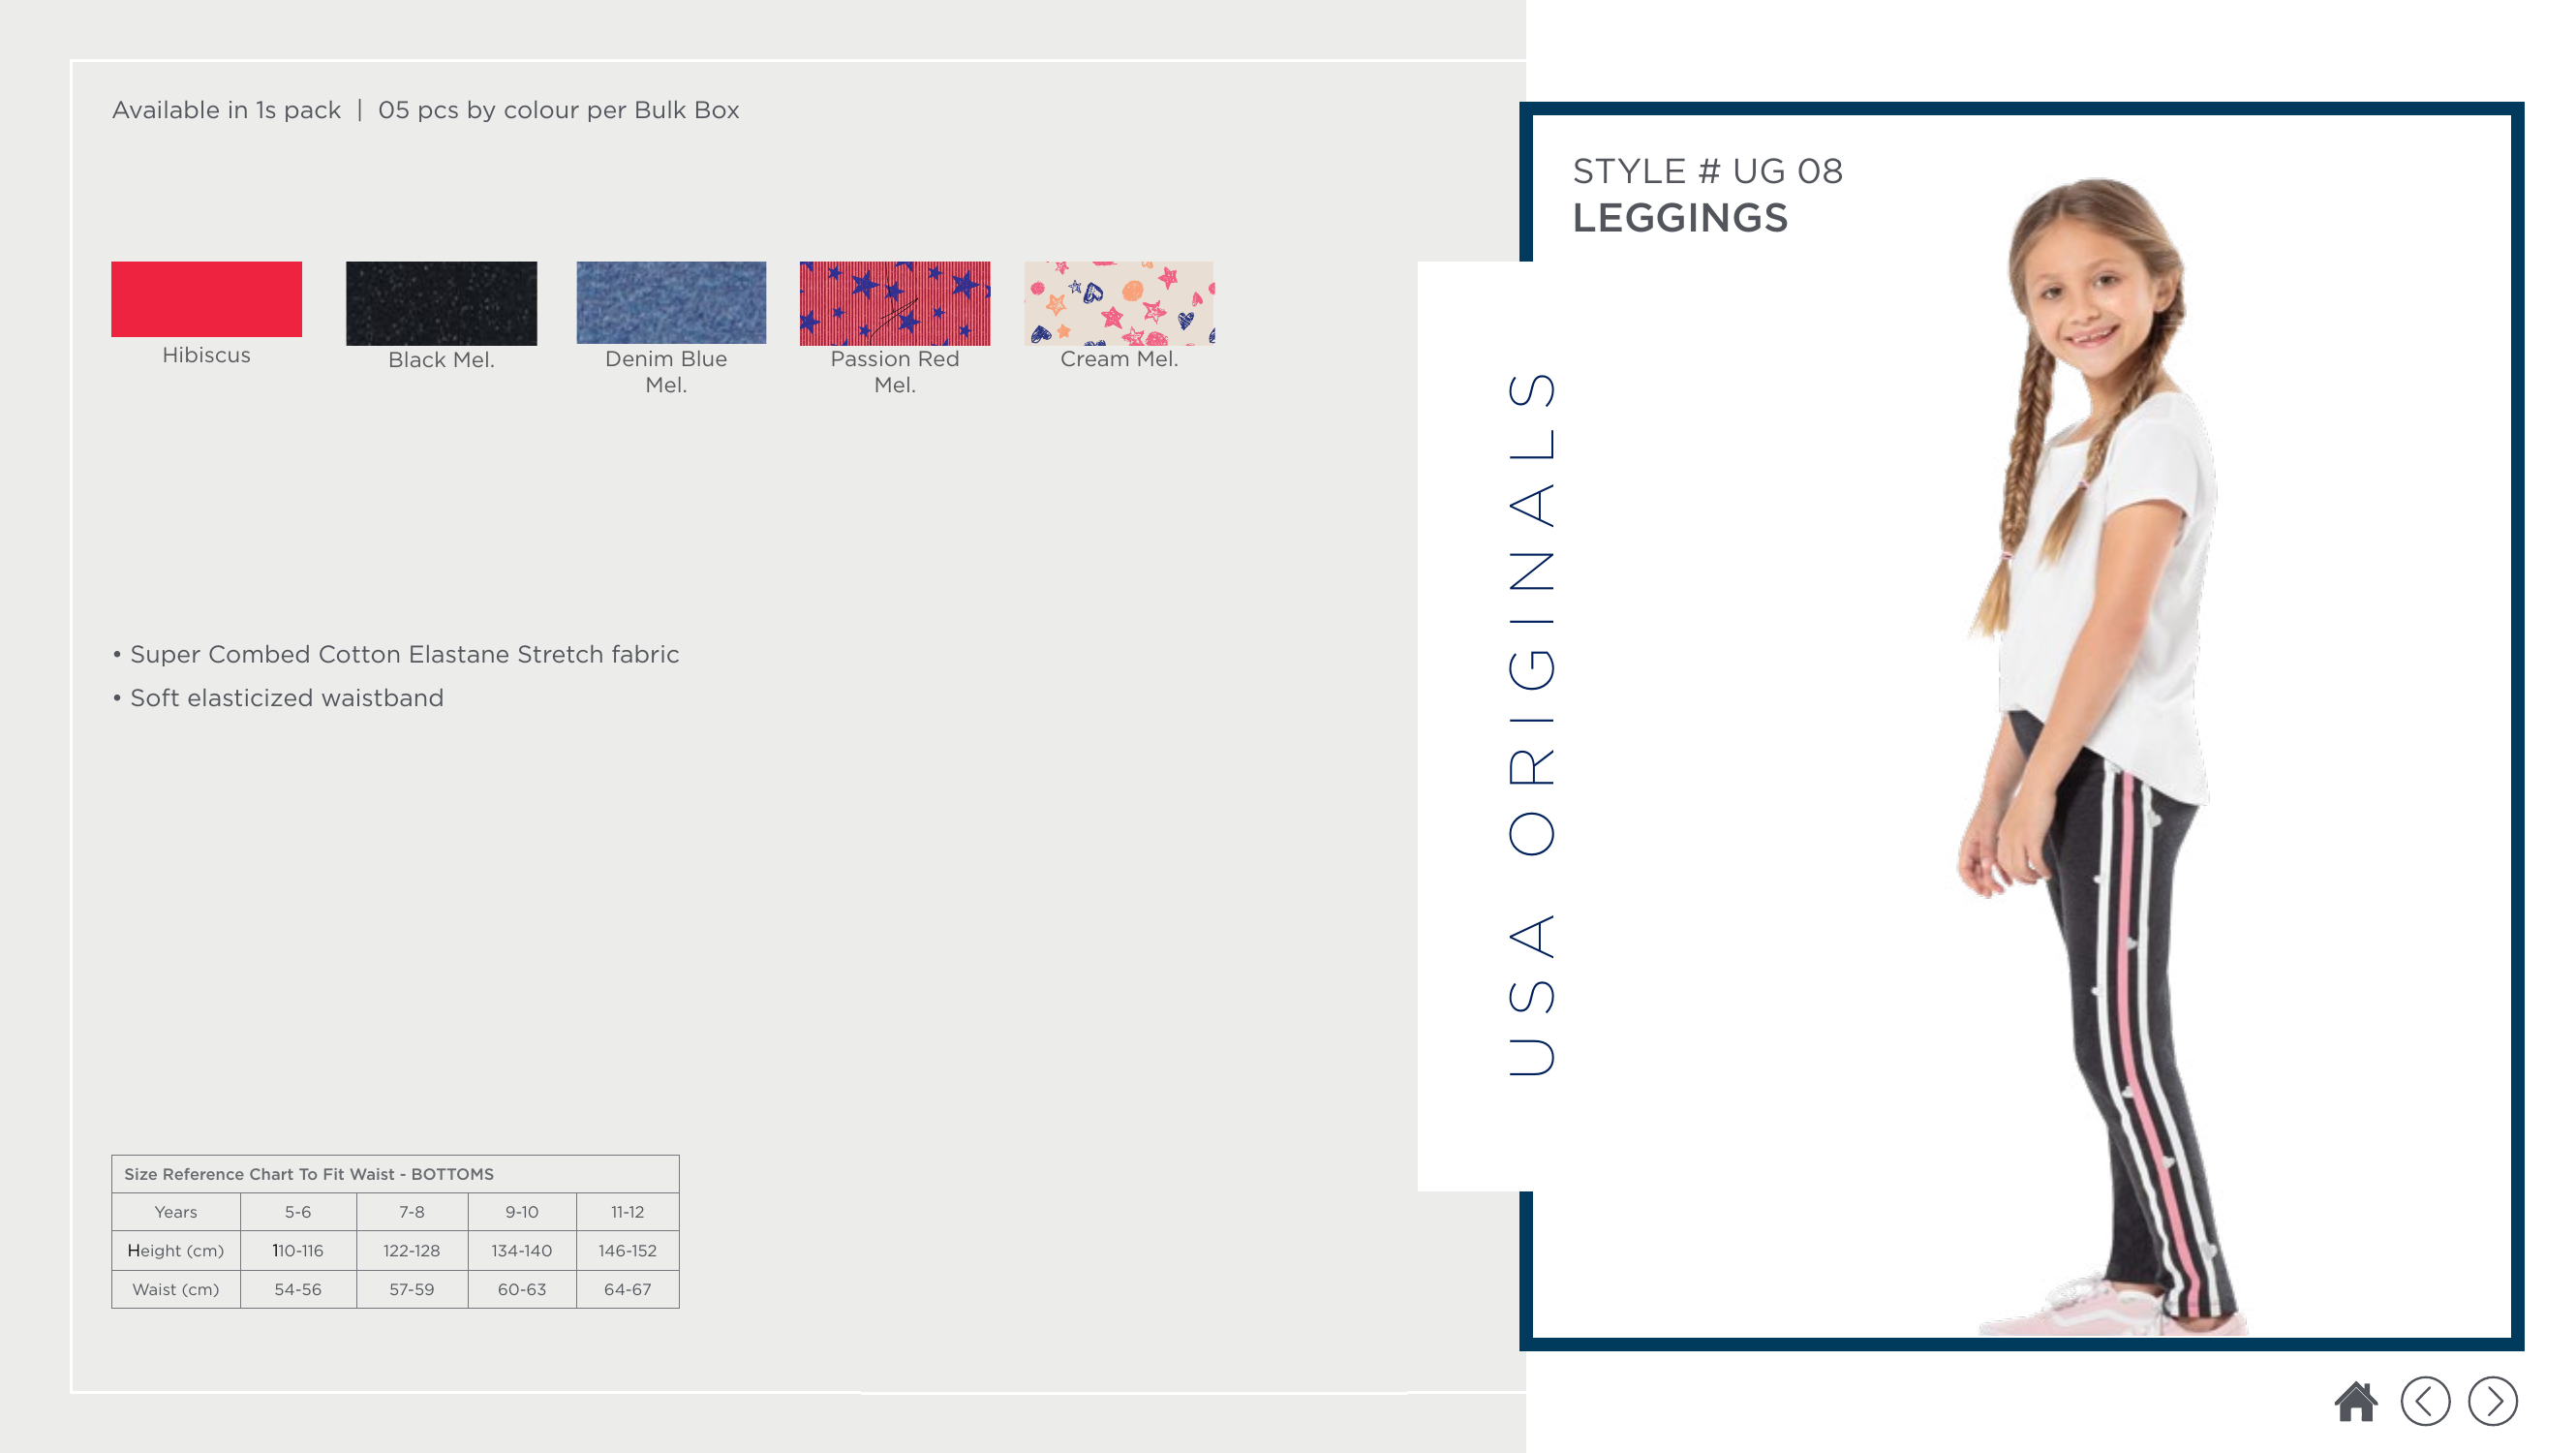 Available in 1s pack | 05 pcs by colour per Bulk Box
Hibiscus
Black Mel.
Denim Blue
Mel.
Passion Red
Mel.
Cream Mel.
• Super Combed Cotton Elastane Stretch fabric
• Soft elasticized waistband
Size Reference Chart To Fit Waist - BOTTOMS
Years 5-6 7-8 9-10 11-12
Height (cm) 110-116 122-128 134-140 146-152
Waist (cm) 54-56 57-59 60-63 64-67
USA ORIGINALS
STYLE # UG 08
LEGGINGS